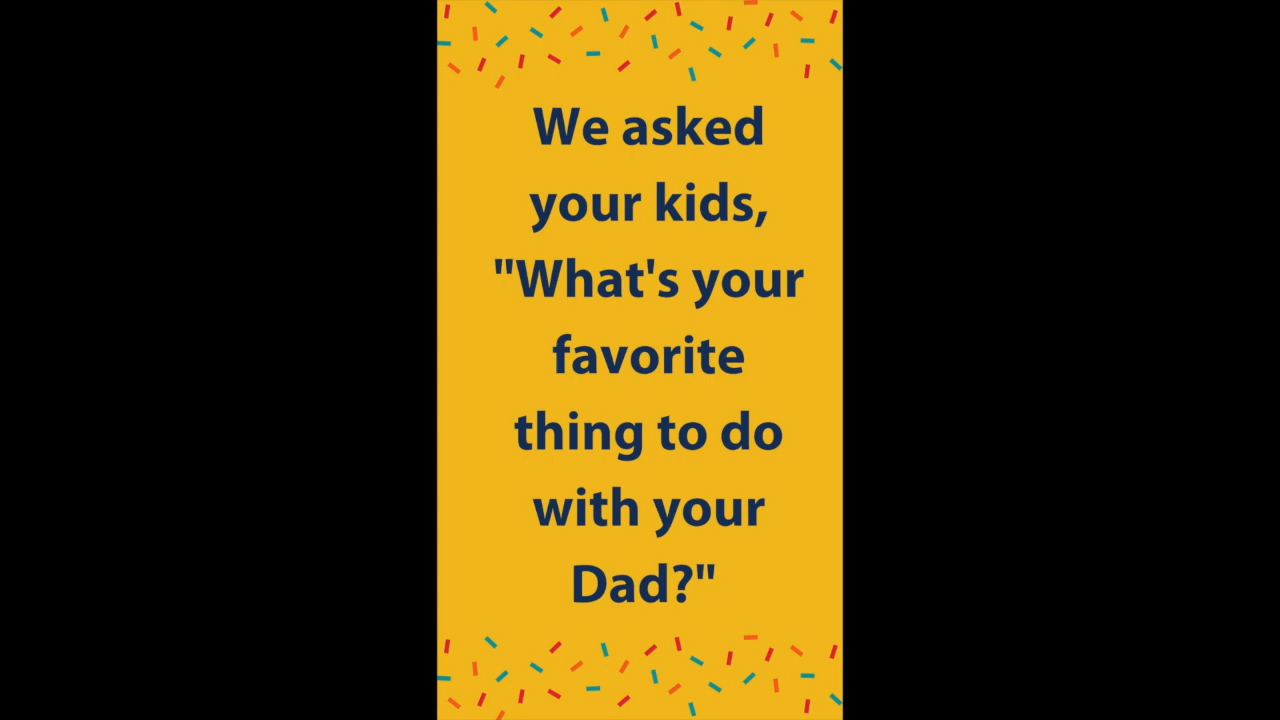 We asked
your kids,
"What's your
favorite
thing to do
with your
Dad?"